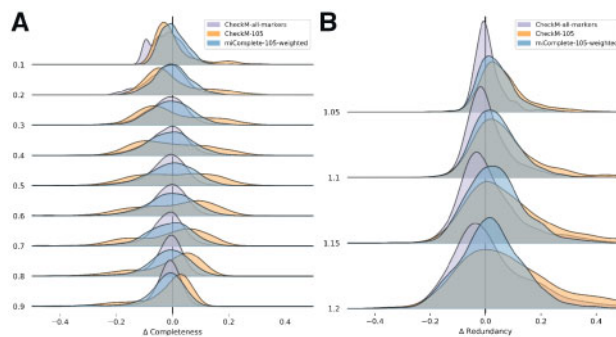 A
CheckM-all-markers
CheckM-105
miComplete-105-weighted
0.1
0.2
0.3
0.4
0.5
0.6
0.7
0.8
0.9
−0.4
−0.2
0.0
0.2
0.4
Δ Completeness
B
CheckM-all-markers
CheckM-105
miComplete-105-weighted
1.05
1.1
1.15
1.2
−0.4
−0.2
0.0
0.2
0.4
Δ Redundancy